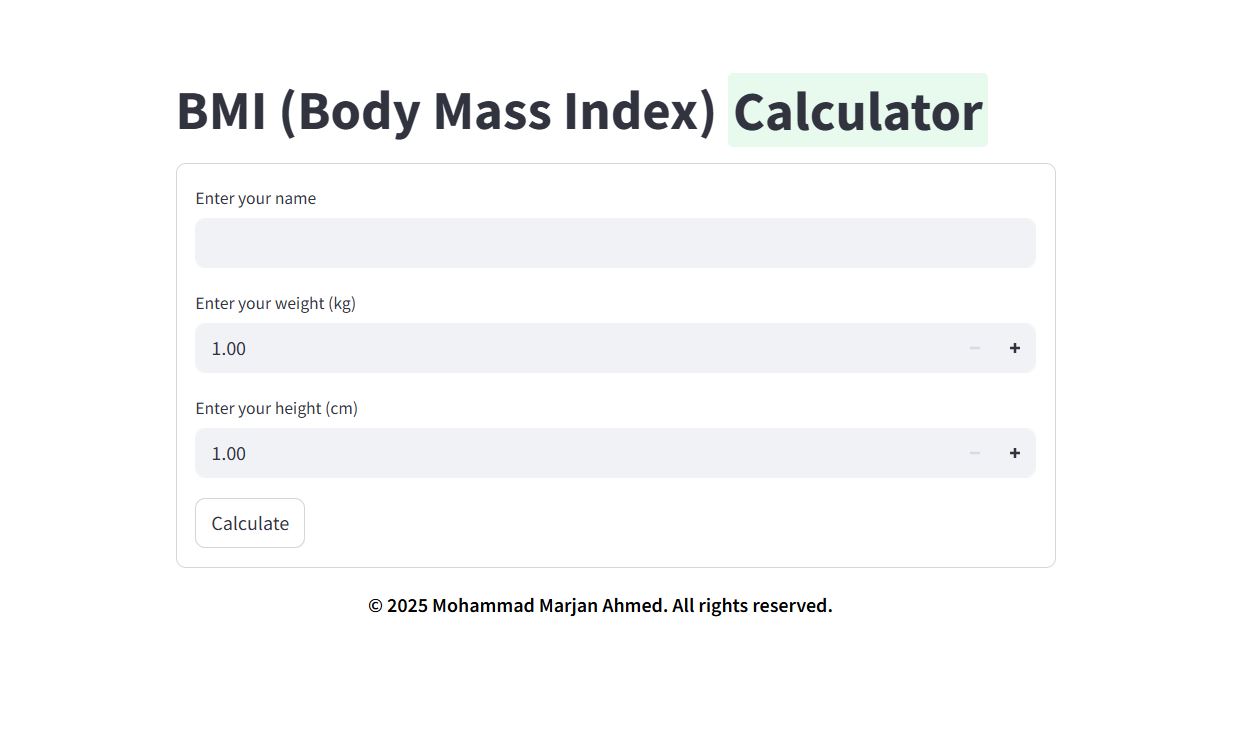 BMI (Body Mass Index) Calculator
Enter your name
Enter your weight (kg)
1.00 − +
Enter your height (cm)
1.00 − +
Calculate
© 2025 Mohammad Marjan Ahmed. All rights reserved.